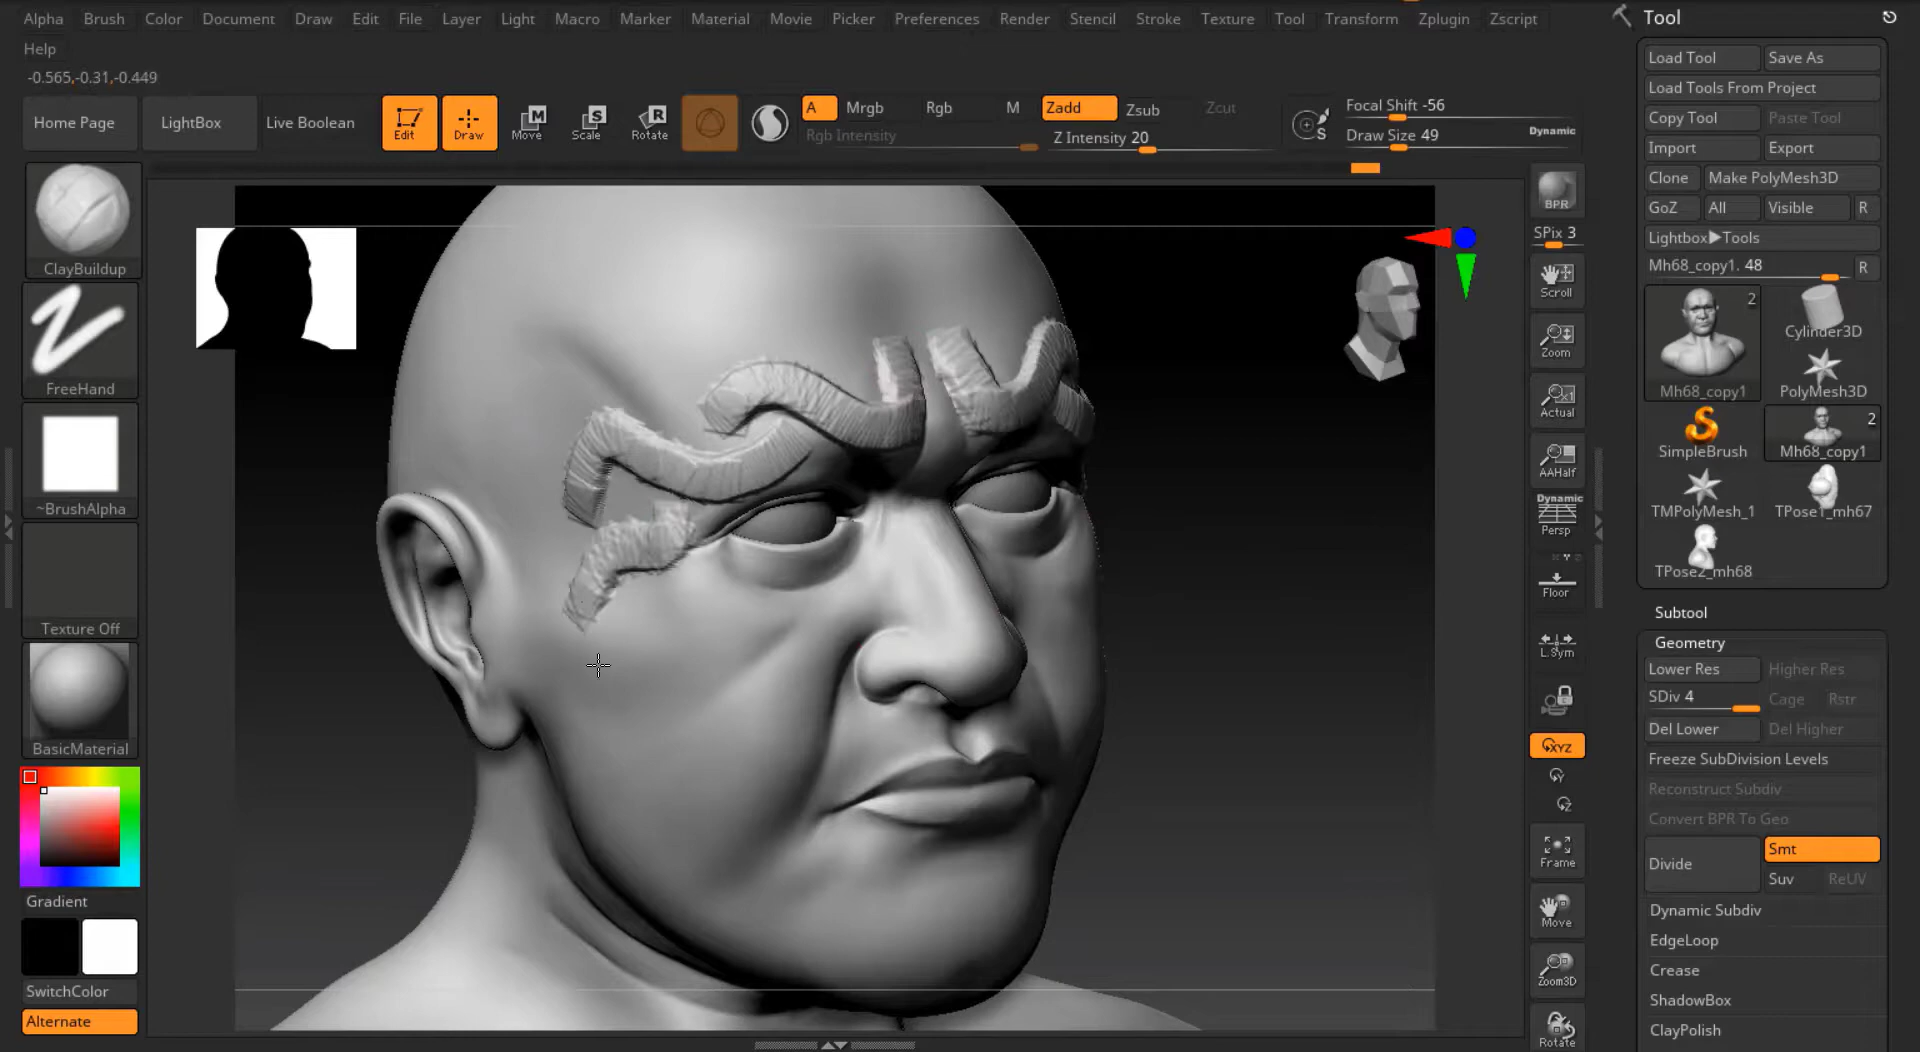 Alpha Brush Color Document Draw Edit File Layer Light Macro Marker Material Movie Picker Preferences Render Stencil Stroke Texture Tool Transform Zplugin Zscript
Help
-0.565,-0.31,-0.449
Home Page LightBox Live Boolean Edit Draw Move Scale Rotate A Mrgb Rgb M Zadd Zsub Zcut
Rgb Intensity Z Intensity 20
Focal Shift -56
Draw Size 49 Dynamic
ClayBuildup
FreeHand
~BrushAlpha
Texture Off
BasicMaterial
Gradient
SwitchColor
Alternate
BPR
SPix 3
Scroll
Zoom
Actual
AAHalf
Dynamic
Persp
Floor
L.Sym
XYZ
Y
Z
Frame
Move
Zoom3D
Rotate
Tool
Load Tool Save As
Load Tools From Project
Copy Tool Paste Tool
Import Export
Clone Make PolyMesh3D
GoZ All Visible R
Lightbox▶Tools
Mh68_copy1. 48 R
2
Mh68_copy1
Cylinder3D
PolyMesh3D
SimpleBrush
2
Mh68_copy1
TMPolyMesh_1
TPose1_mh67
TPose2_mh68
Subtool
Geometry
Lower Res Higher Res
SDiv 4 Cage Rstr
Del Lower Del Higher
Freeze SubDivision Levels
Reconstruct Subdiv
Convert BPR To Geo
Divide Smt
Suv ReUV
Dynamic Subdiv
EdgeLoop
Crease
ShadowBox
ClayPolish